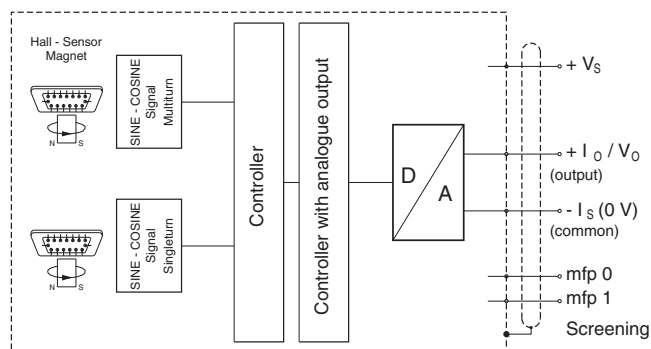 Hall - Sensor
Magnet
N S
SINE - COSINE
Signal
Multiturn
N S
SINE - COSINE
Signal
Singleturn
Controller
Controller with analogue output
D
A
+ VS
+ I O / VO
(output)
- I S (0 V)
(common)
mfp 0
mfp 1
Screening